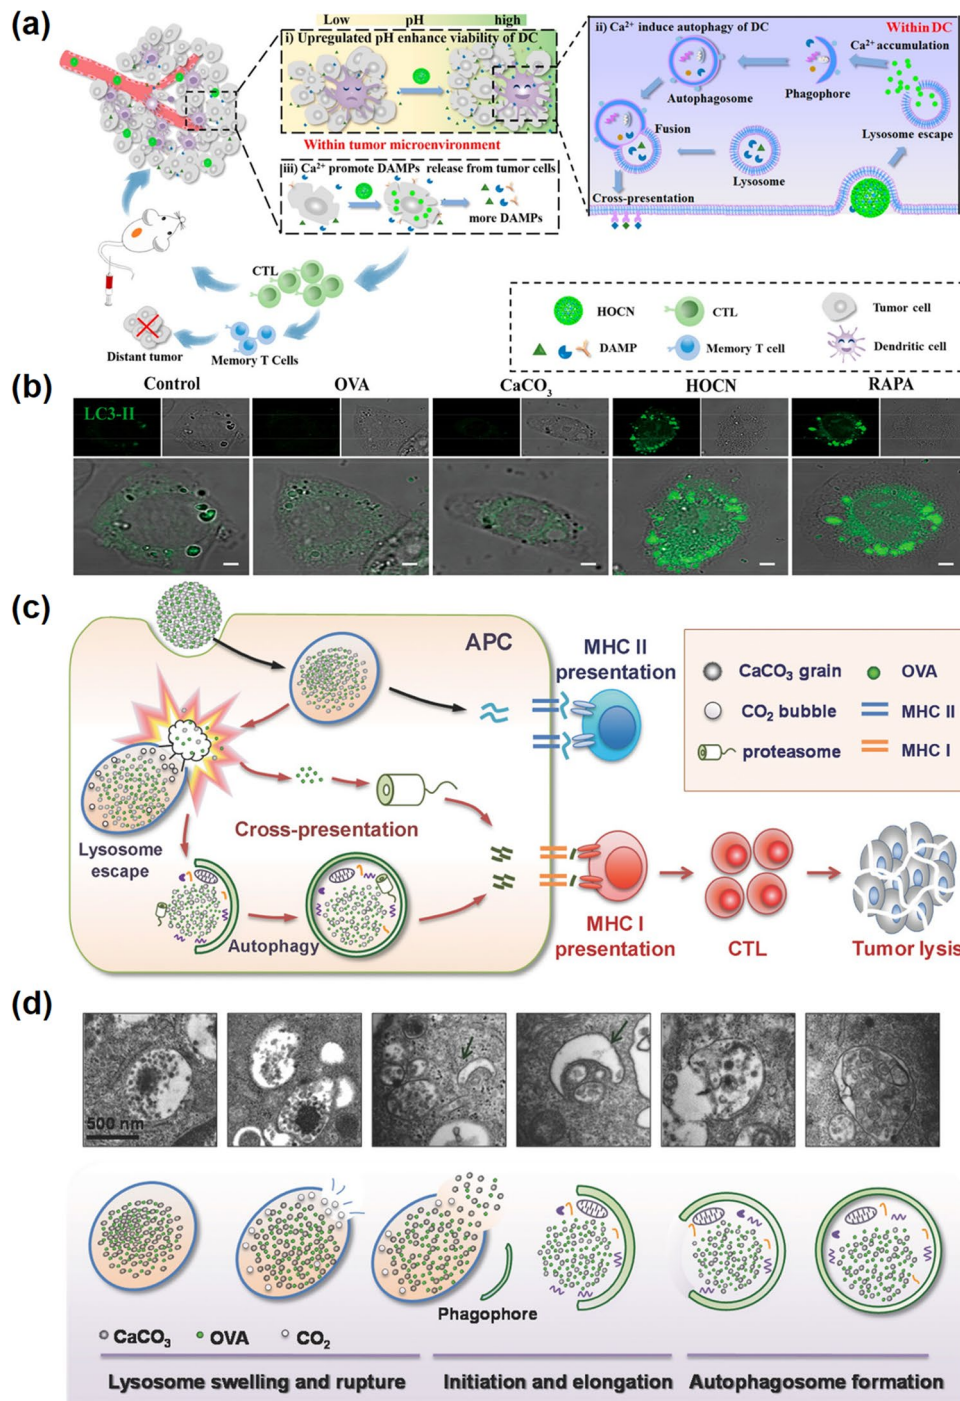 (a)
Low pH high
i) Upregulated pH enhance viability of DC
Within tumor microenvironment
iii) Ca²⁺ promote DAMPs release from tumor cells
more DAMPs
ii) Ca²⁺ induce autophagy of DC
Within DC
Ca²⁺ accumulation
Autophagosome
Phagophore
Lysosome escape
Fusion
Lysosome
Cross-presentation
CTL
Memory T Cells
Distant tumor
HOCN
CTL
Tumor cell
DAMP
Memory T cell
Dendritic cell
(b)
Control OVA CaCO₃ HOCN RAPA
LC3-II
(c)
APC
MHC II
presentation
Lysosome
escape
Cross-presentation
Autophagy
MHC I
presentation
CTL
Tumor lysis
CaCO₃ grain
OVA
CO₂ bubble
MHC II
proteasome
MHC I
(d)
500 nm
Phagophore
CaCO₃ OVA CO₂
Lysosome swelling and rupture
Initiation and elongation
Autophagosome formation